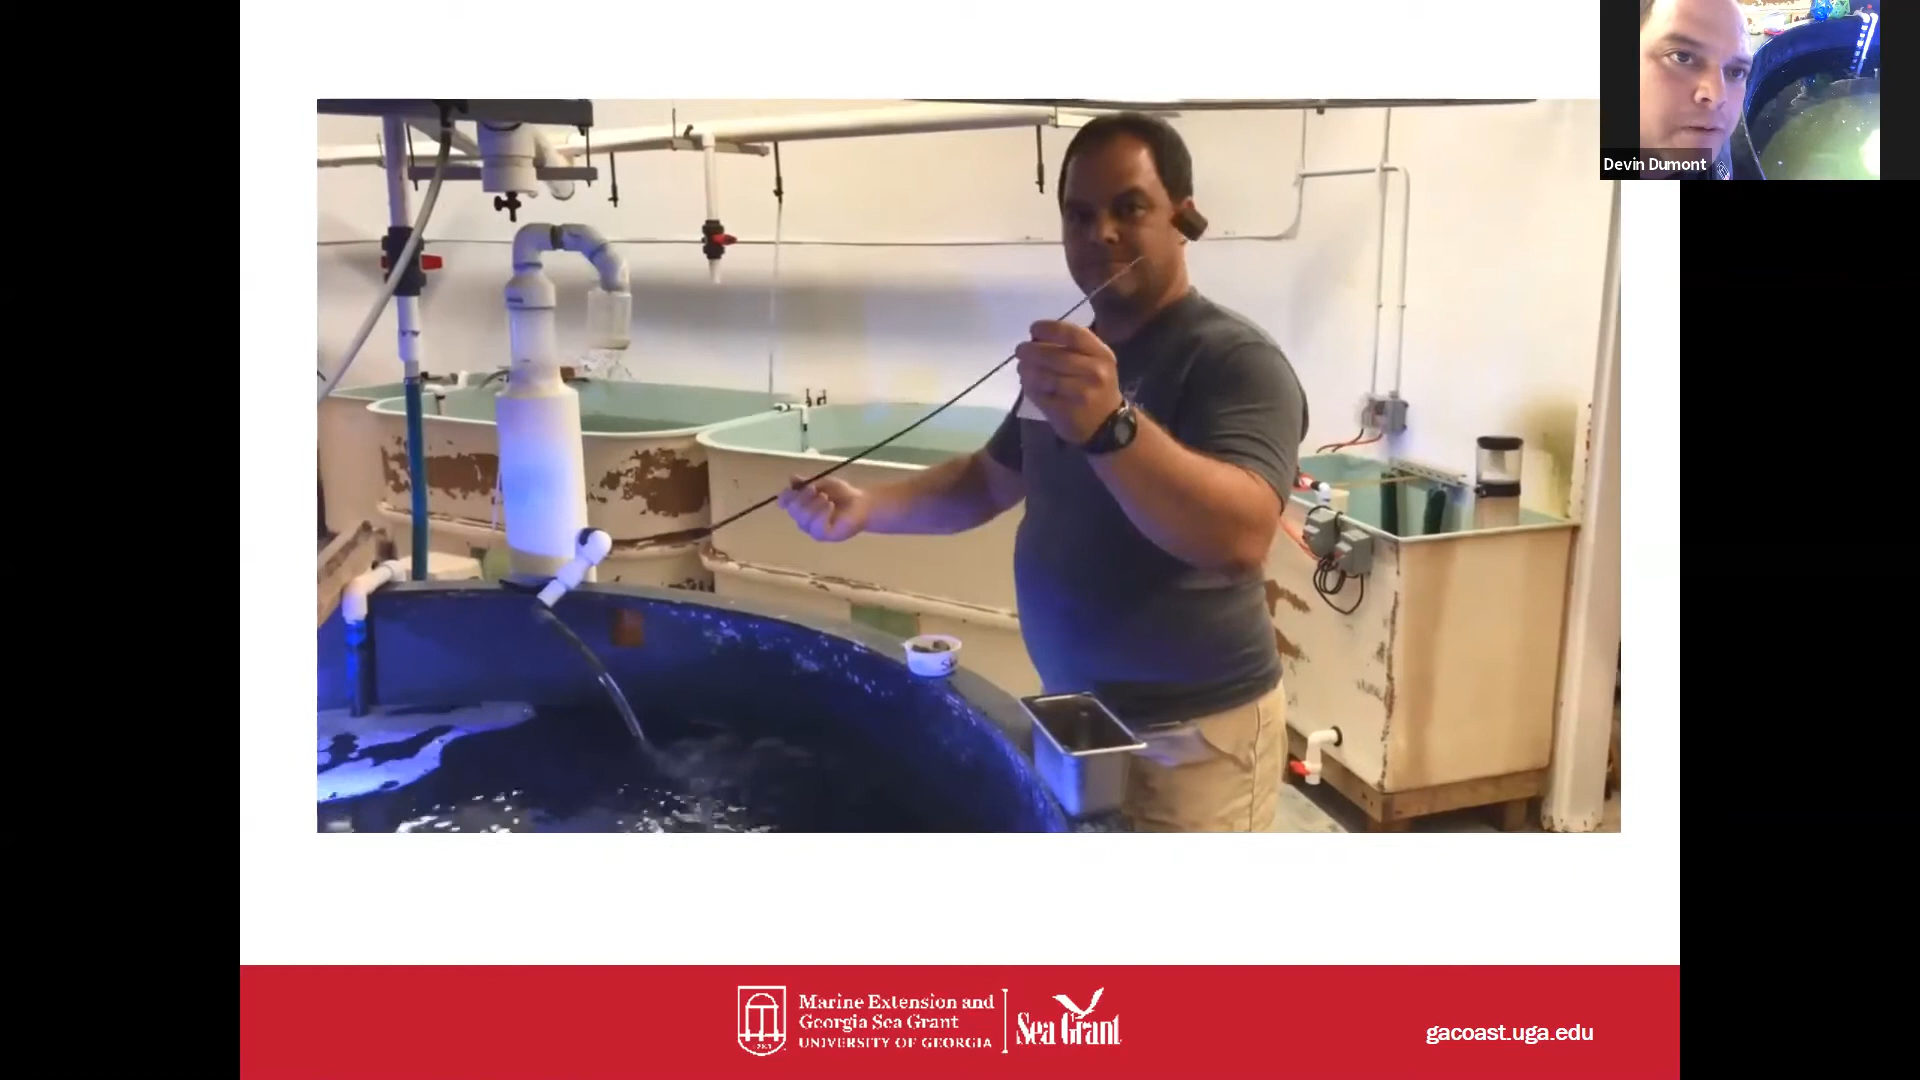 Devin Dumont
Marine Extension and
Georgia Sea Grant
UNIVERSITY OF GEORGIA
Sea Grant
gacoast.uga.edu